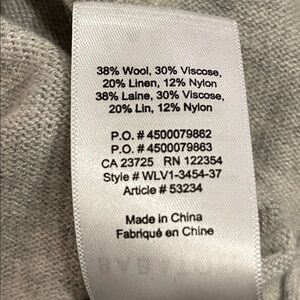 38% Wool, 30% Viscose,
20% Linen, 12% Nylon
38% Laine, 30% Viscose,
20% Lin, 12% Nylon
P.O. # 4500079862
P.O. # 4500079863
CA 23725 RN 122354
Style # WLV1-3454-37
Article # 53234
Made in China
Fabriqué en Chine